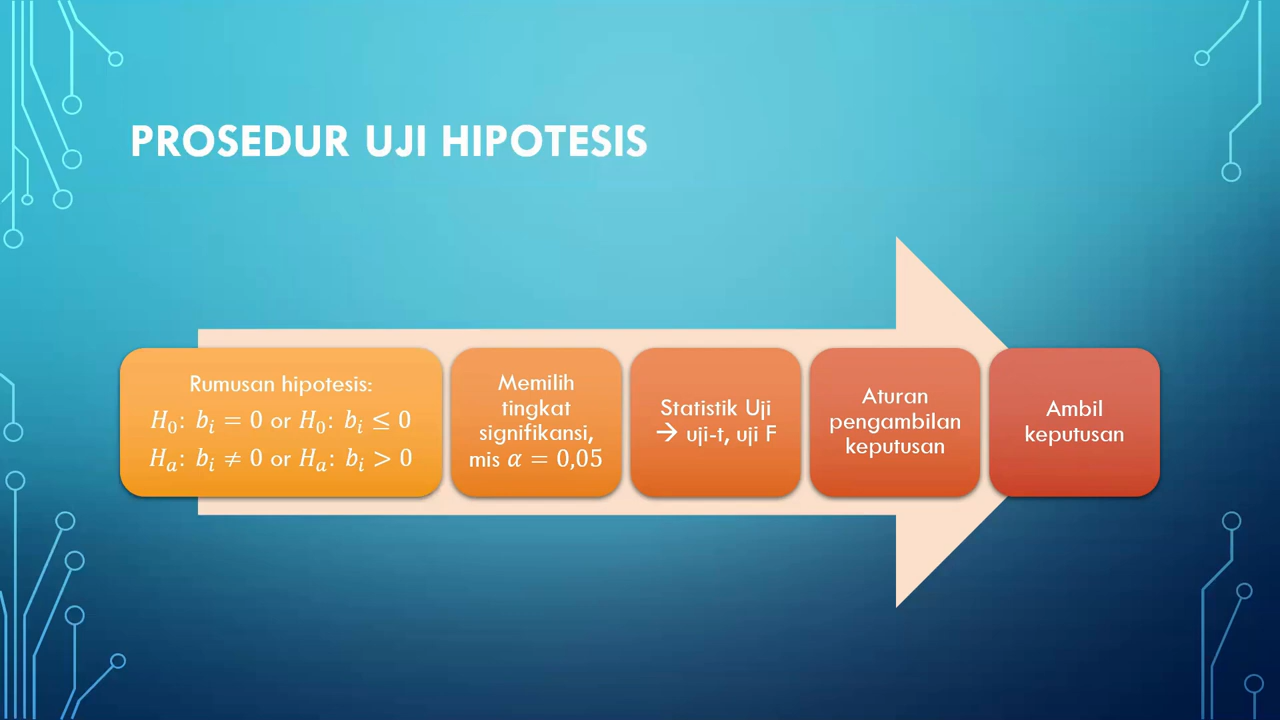 PROSEDUR UJI HIPOTESIS
Rumusan hipotesis:
H₀: bᵢ = 0 or H₀: bᵢ ≤ 0
Hₐ: bᵢ ≠ 0 or Hₐ: bᵢ > 0
Memilih
tingkat
signifikansi,
mis α = 0,05
Statistik Uji
→ uji-t, uji F
Aturan
pengambilan
keputusan
Ambil
keputusan